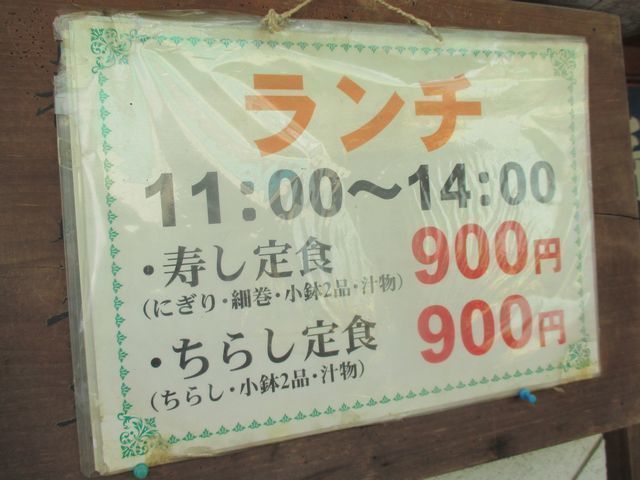 ランチ
11:00～14:00
・寿し定食 900円
(にぎり・細巻・小鉢2品・汁物)
・ちらし定食 900円
(ちらし・小鉢2品・汁物)